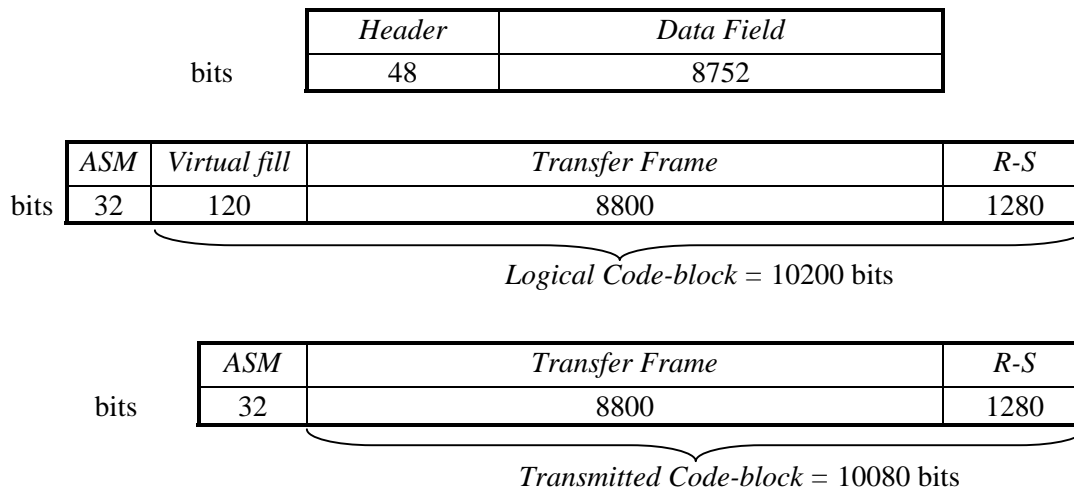 Header Data Field
bits 48 8752
ASM Virtual fill Transfer Frame R-S
bits 32 120 8800 1280
Logical Code-block = 10200 bits
ASM Transfer Frame R-S
bits 32 8800 1280
Transmitted Code-block = 10080 bits